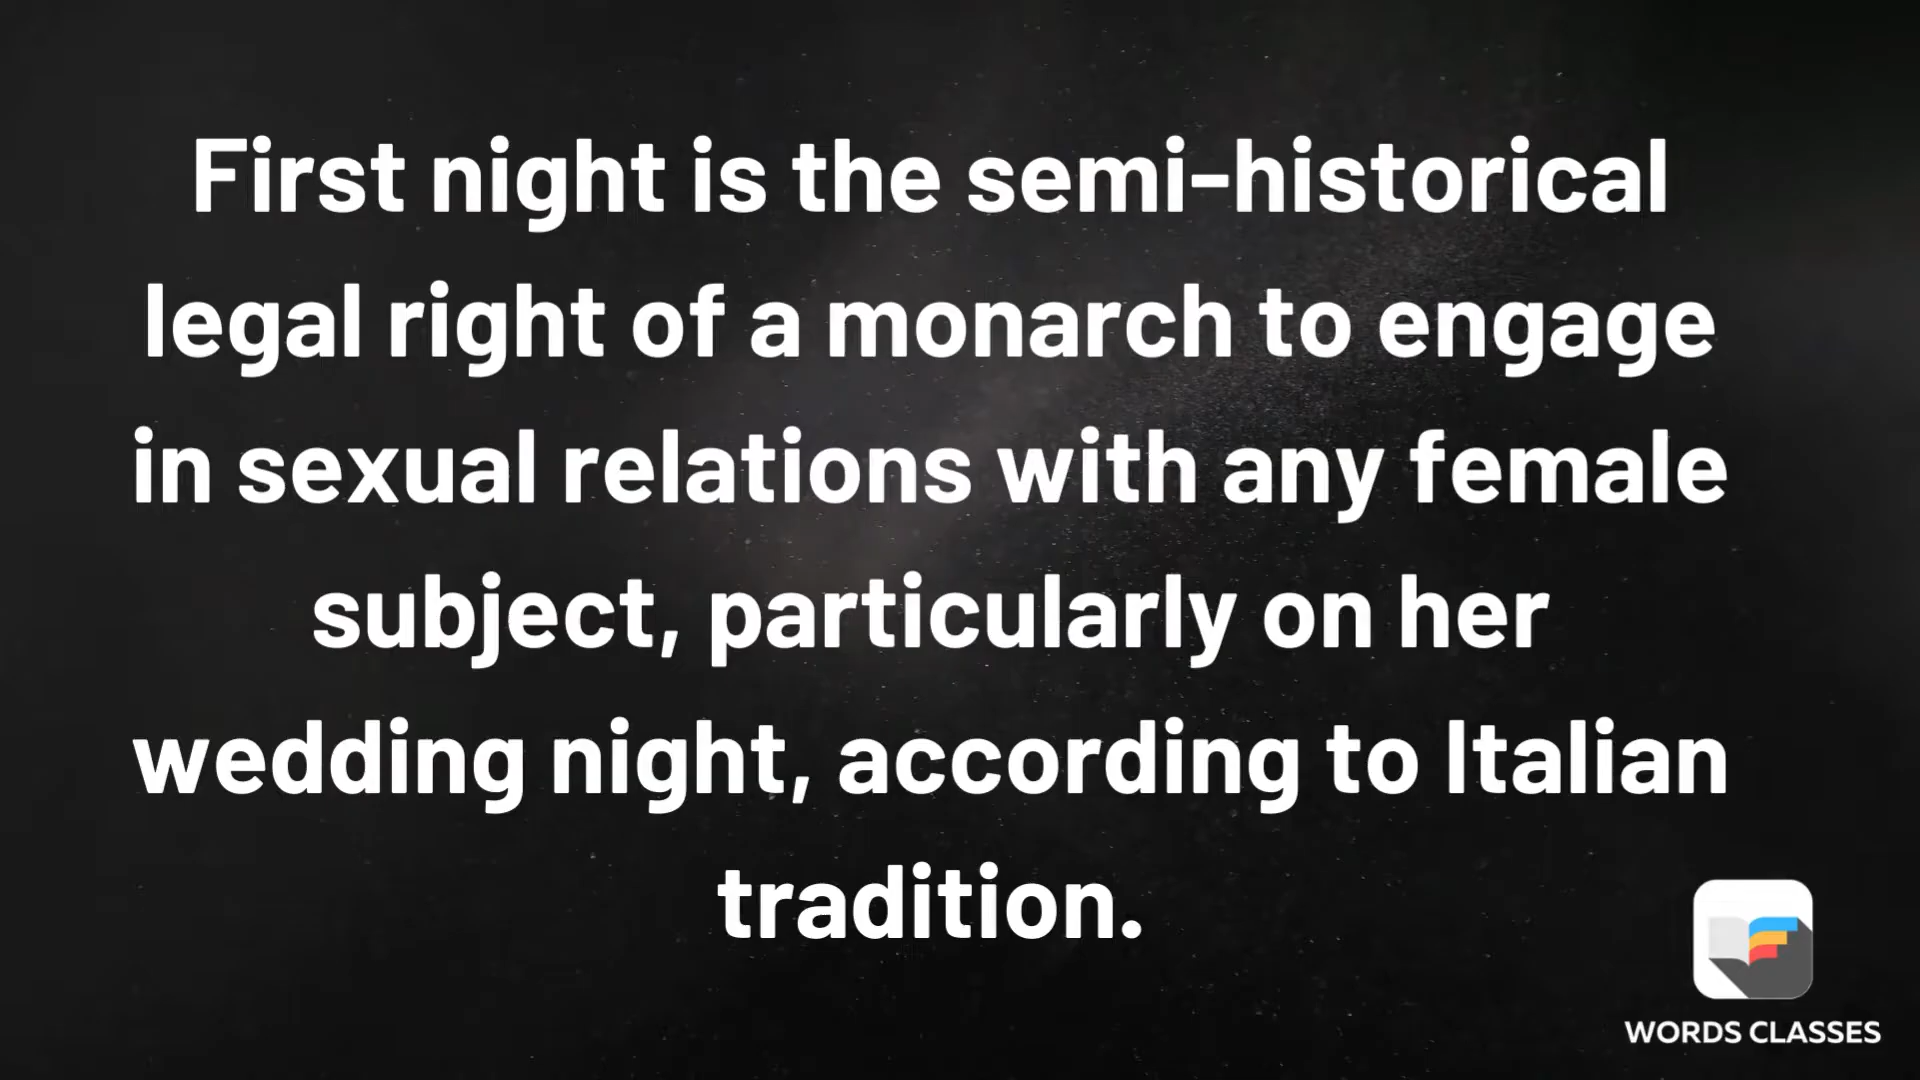 First night is the semi-historical
legal right of a monarch to engage
in sexual relations with any female
subject, particularly on her
wedding night, according to Italian
tradition.
WORDS CLASSES